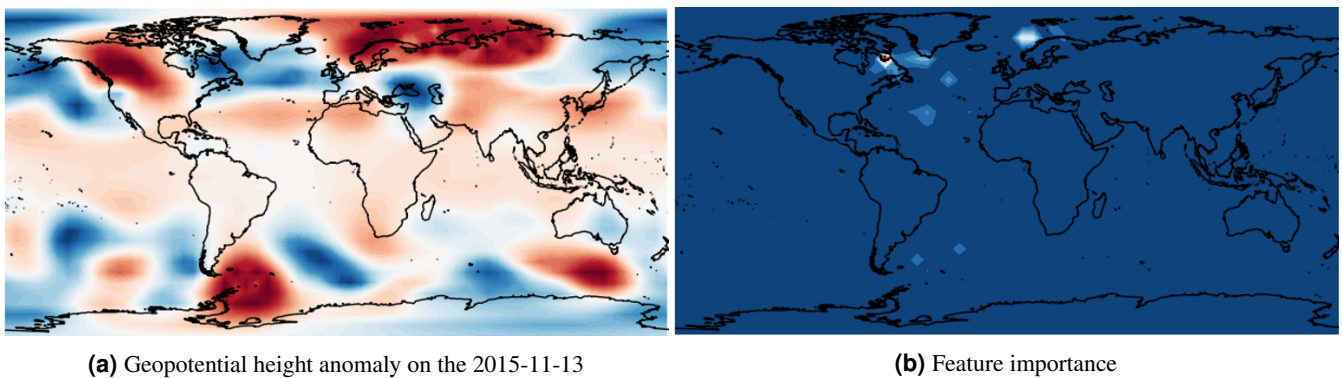 (a) Geopotential height anomaly on the 2015-11-13
(b) Feature importance